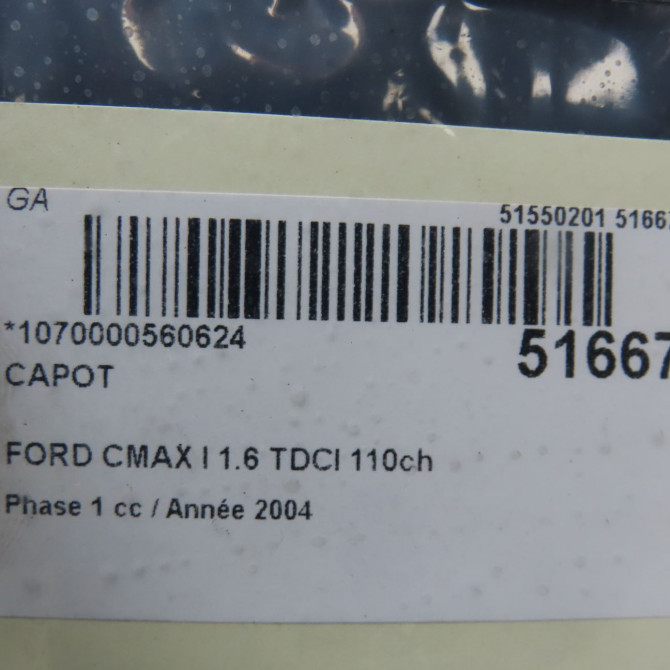 GA
51550201 5166
*1070000560624
51667
CAPOT
FORD CMAX I 1.6 TDCI 110ch
Phase 1 cc / Année 2004